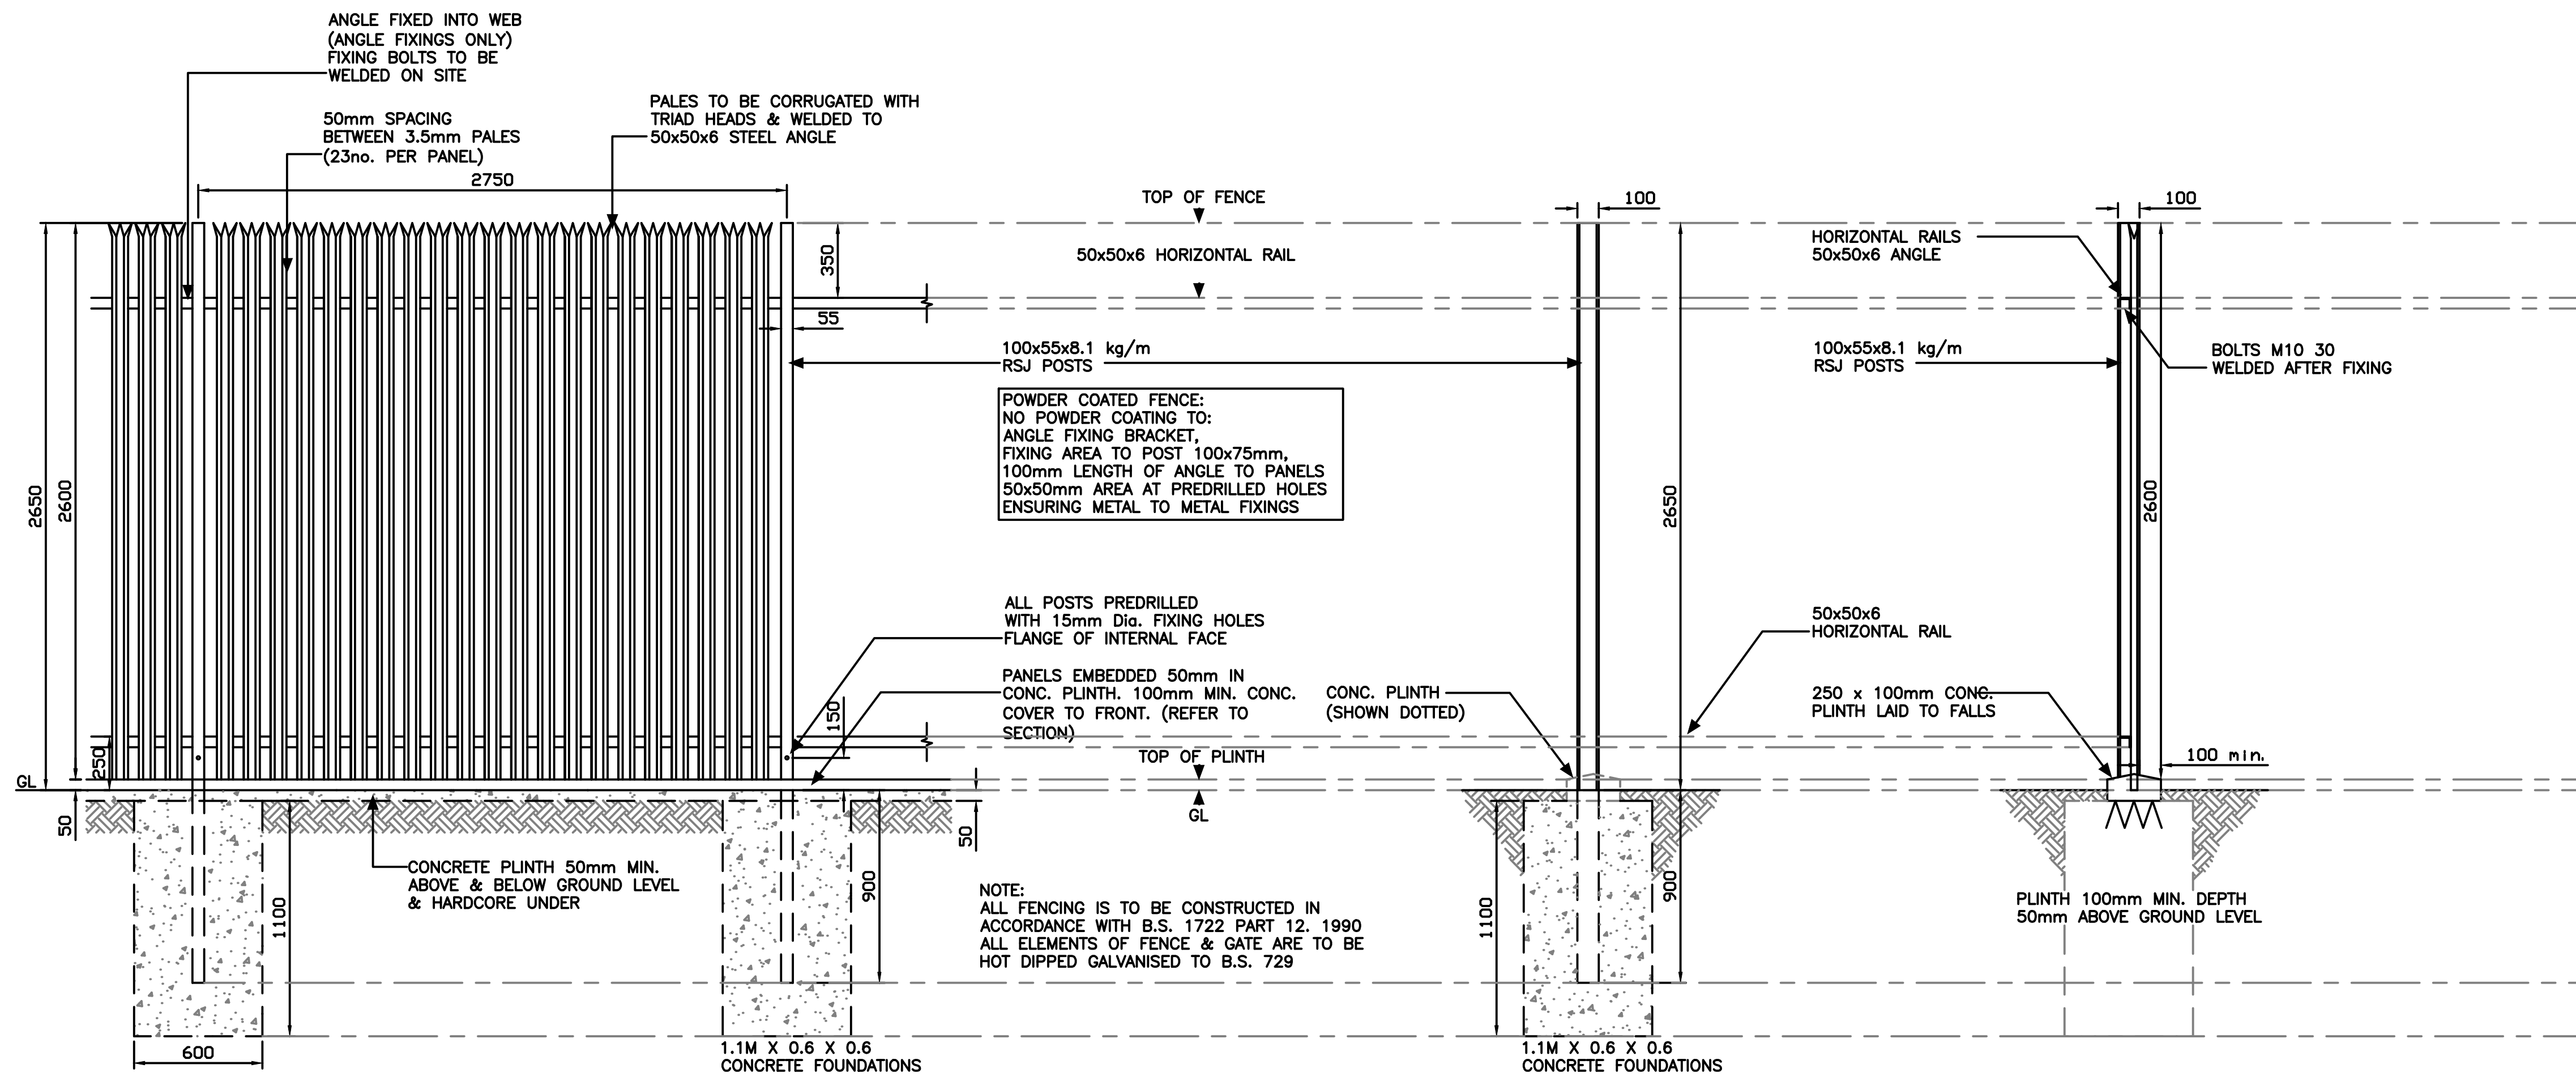 ANGLE FIXED INTO WEB
(ANGLE FIXINGS ONLY)
FIXING BOLTS TO BE
WELDED ON SITE
50mm SPACING
BETWEEN 3.5mm PALES
(23no. PER PANEL)
PALES TO BE CORRUGATED WITH
TRIAD HEADS & WELDED TO
50x50x6 STEEL ANGLE
2750
TOP OF FENCE
100
100
350
50x50x6 HORIZONTAL RAIL
HORIZONTAL RAILS
50x50x6 ANGLE
55
100x55x8.1 kg/m
RSJ POSTS
100x55x8.1 kg/m
RSJ POSTS
BOLTS M10 30
WELDED AFTER FIXING
POWDER COATED FENCE:
NO POWDER COATING TO:
ANGLE FIXING BRACKET,
FIXING AREA TO POST 100x75mm,
100mm LENGTH OF ANGLE TO PANELS
50x50mm AREA AT PREDRILLED HOLES
ENSURING METAL TO METAL FIXINGS
2650
2600
2650
2600
ALL POSTS PREDRILLED
WITH 15mm Dia. FIXING HOLES
FLANGE OF INTERNAL FACE
50x50x6
HORIZONTAL RAIL
PANELS EMBEDDED 50mm IN
CONC. PLINTH. 100mm MIN. CONC.
COVER TO FRONT. (REFER TO
SECTION)
CONC. PLINTH
(SHOWN DOTTED)
250 x 100mm CONC.
PLINTH LAID TO FALLS
150
250
TOP OF PLINTH
100 min.
GL
GL
50
50
CONCRETE PLINTH 50mm MIN.
ABOVE & BELOW GROUND LEVEL
& HARDCORE UNDER
900
900
1100
1100
NOTE:
ALL FENCING IS TO BE CONSTRUCTED IN
ACCORDANCE WITH B.S. 1722 PART 12. 1990
ALL ELEMENTS OF FENCE & GATE ARE TO BE
HOT DIPPED GALVANISED TO B.S. 729
PLINTH 100mm MIN. DEPTH
50mm ABOVE GROUND LEVEL
600
1.1M X 0.6 X 0.6
CONCRETE FOUNDATIONS
1.1M X 0.6 X 0.6
CONCRETE FOUNDATIONS